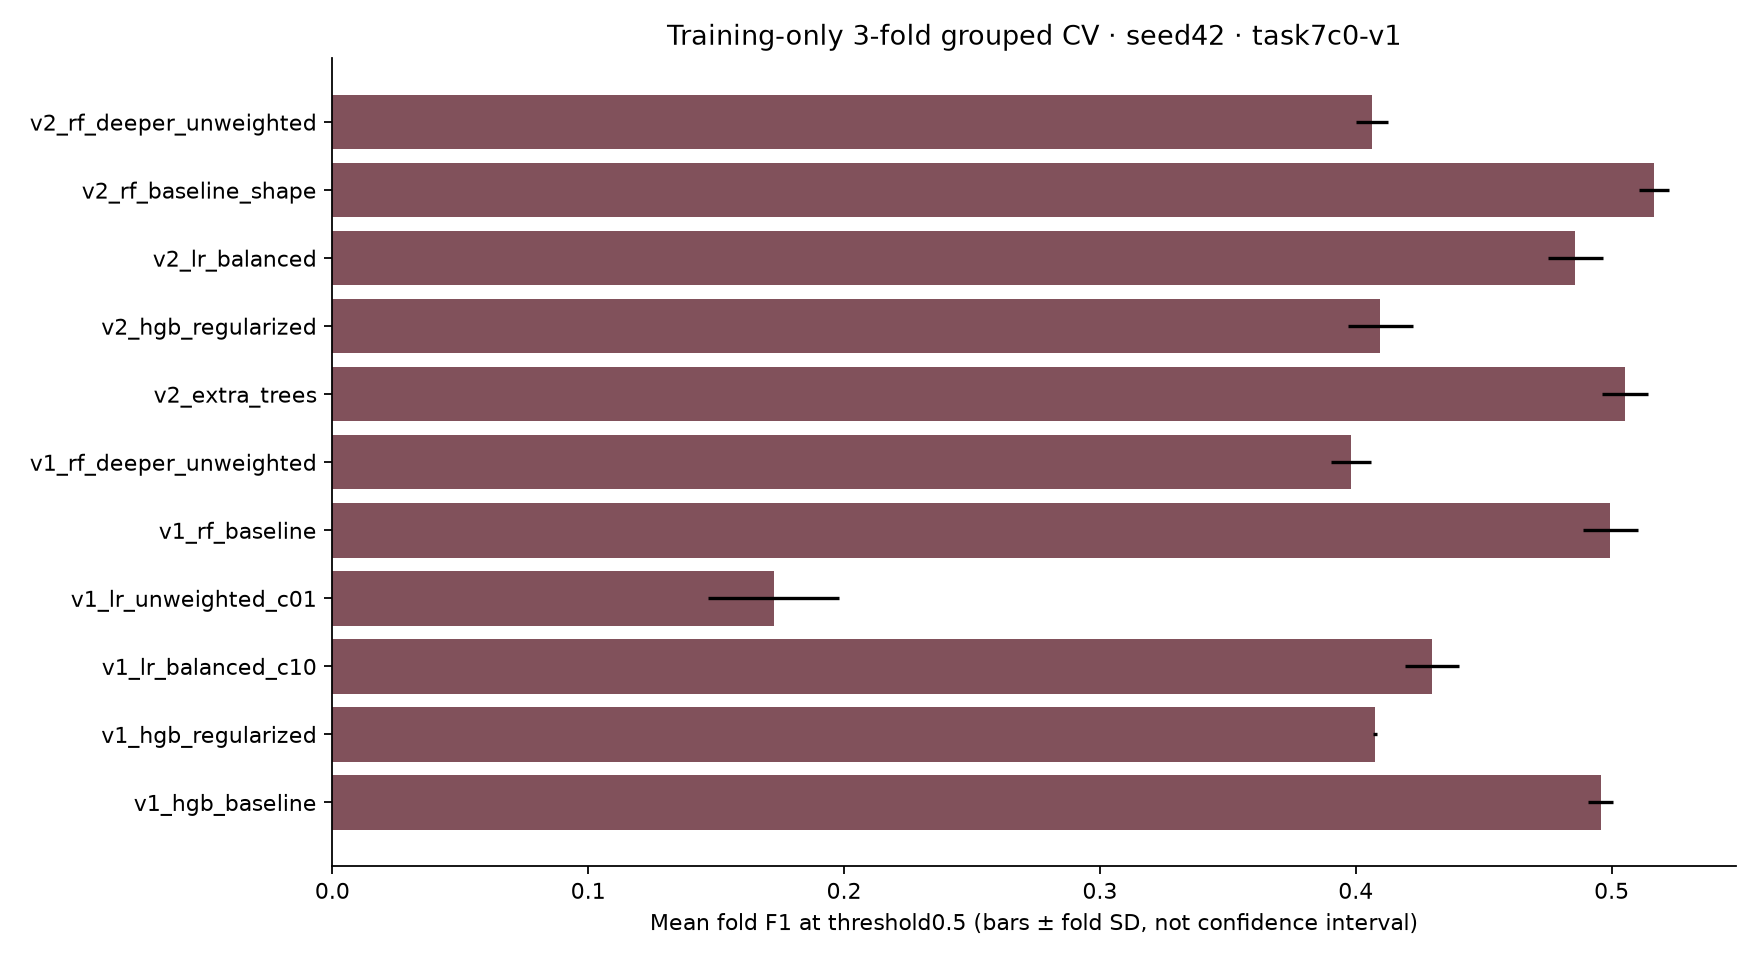 Training-only 3-fold grouped CV · seed42 · task7c0-v1
v2_rf_deeper_unweighted
v2_rf_baseline_shape
v2_lr_balanced
v2_hgb_regularized
v2_extra_trees
v1_rf_deeper_unweighted
v1_rf_baseline
v1_lr_unweighted_c01
v1_lr_balanced_c10
v1_hgb_regularized
v1_hgb_baseline
0.0 0.1 0.2 0.3 0.4 0.5
Mean fold F1 at threshold0.5 (bars ± fold SD, not confidence interval)